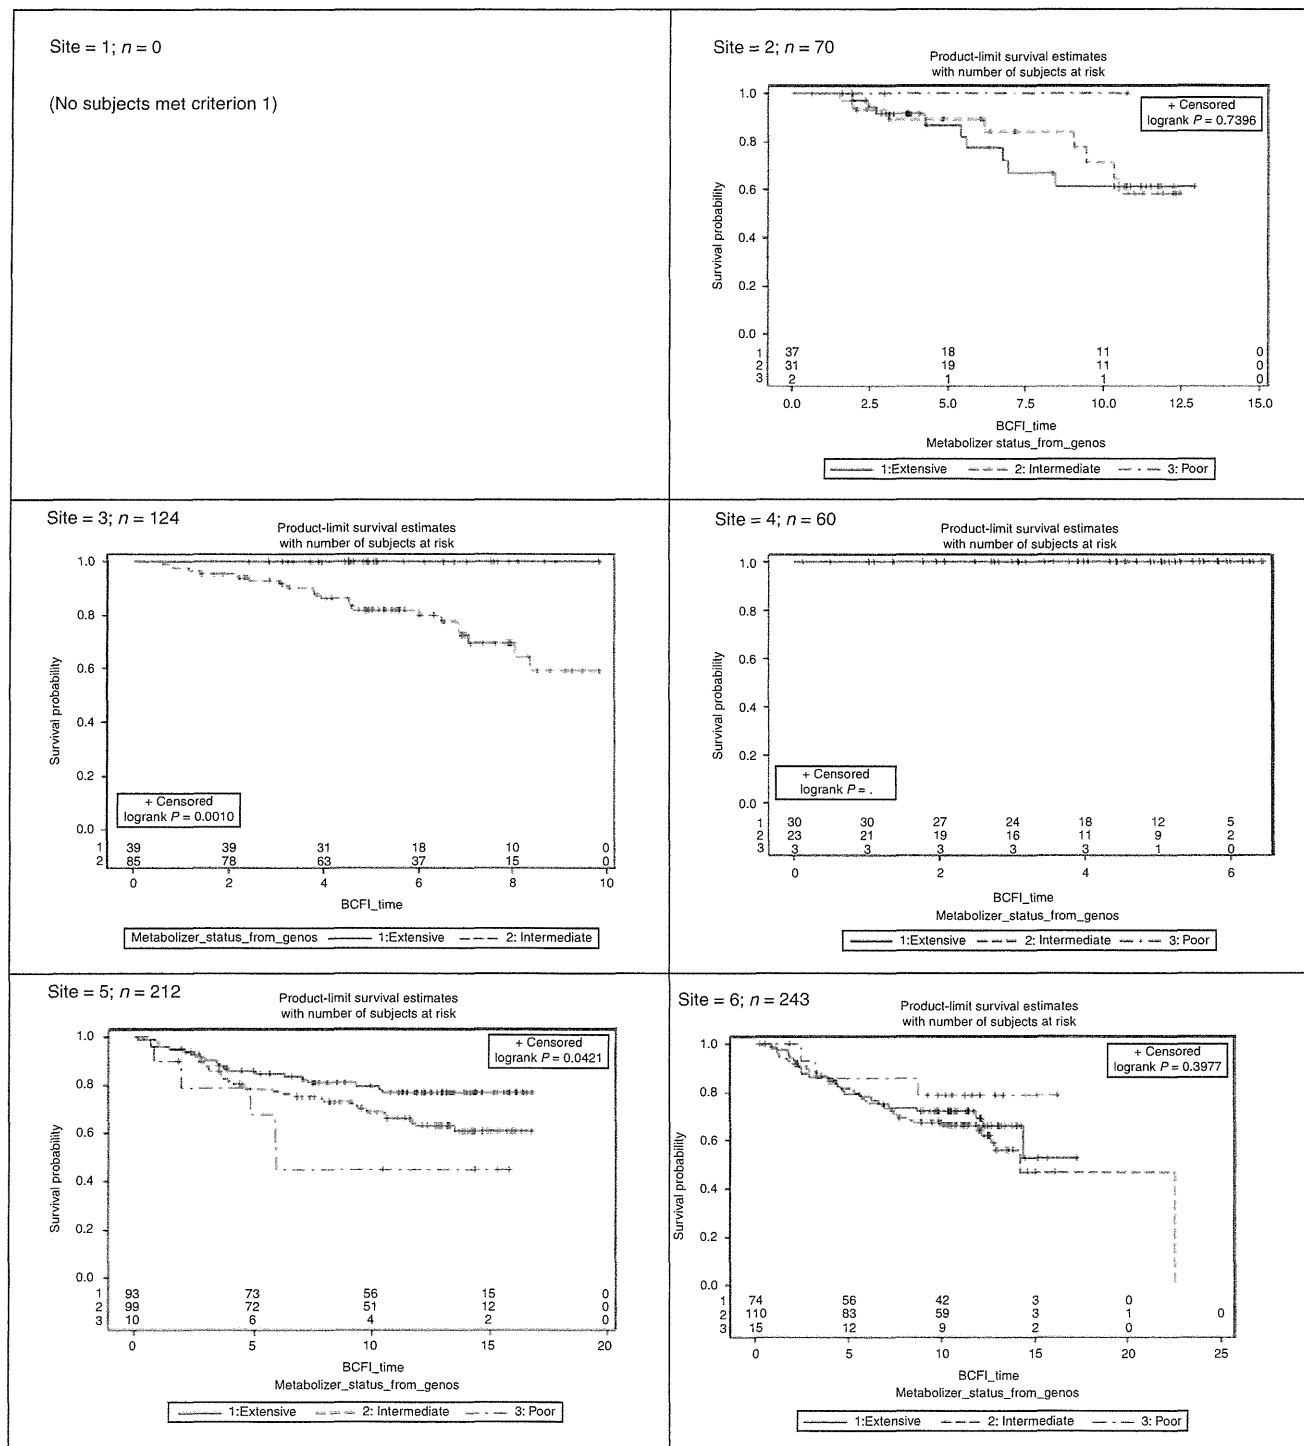 Site = 1; n = 0
(No subjects met criterion 1)
Site = 2; n = 70
Product-limit survival estimates
with number of subjects at risk
+ Censored
logrank P = 0.7396
Survival probability
1.0
0.8
0.6
0.4
0.2
0.0
1 37 18 11 0
2 31 19 11 0
3 2 1 1 0
0.0 2.5 5.0 7.5 10.0 12.5 15.0
BCFI_time
Metabolizer status_from_genos
1:Extensive 2: Intermediate 3: Poor
Site = 3; n = 124
Product-limit survival estimates
with number of subjects at risk
Survival probability
1.0
0.8
0.6
0.4
0.2
0.0
+ Censored
logrank P = 0.0010
1 39 39 31 18 10 0
2 85 78 63 37 15 0
0 2 4 6 8 10
BCFI_time
Metabolizer_status_from_genos 1:Extensive 2: Intermediate
Site = 4; n = 60
Product-limit survival estimates
with number of subjects at risk
Survival probability
1.0
0.8
0.6
0.4
0.2
0.0
+ Censored
logrank P = .
1 30 30 27 24 18 12 5
2 23 21 19 16 11 9 2
3 3 3 3 3 3 1 0
0 2 4 6
BCFI_time
Metabolizer_status_from_genos
1:Extensive 2: Intermediate 3: Poor
Site = 5; n = 212
Product-limit survival estimates
with number of subjects at risk
+ Censored
logrank P = 0.0421
Survival probability
1.0
0.8
0.6
0.4
0.2
0.0
1 93 73 56 15 0
2 99 72 51 12 0
3 10 6 4 2 0
0 5 10 15 20
BCFI_time
Metabolizer_status_from_genos
1:Extensive 2: Intermediate 3: Poor
Site = 6; n = 243
Product-limit survival estimates
with number of subjects at risk
+ Censored
logrank P = 0.3977
Survival probability
1.0
0.8
0.6
0.4
0.2
0.0
1 74 56 42 3 0
2 110 83 59 3 1 0
3 15 12 9 2 0
0 5 10 15 20 25
BCFI_time
Metabolizer_status_from_genos
1:Extensive 2: Intermediate 3: Poor